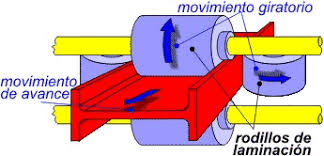 movimiento giratorio
movimiento
de avance
rodillos de
laminación